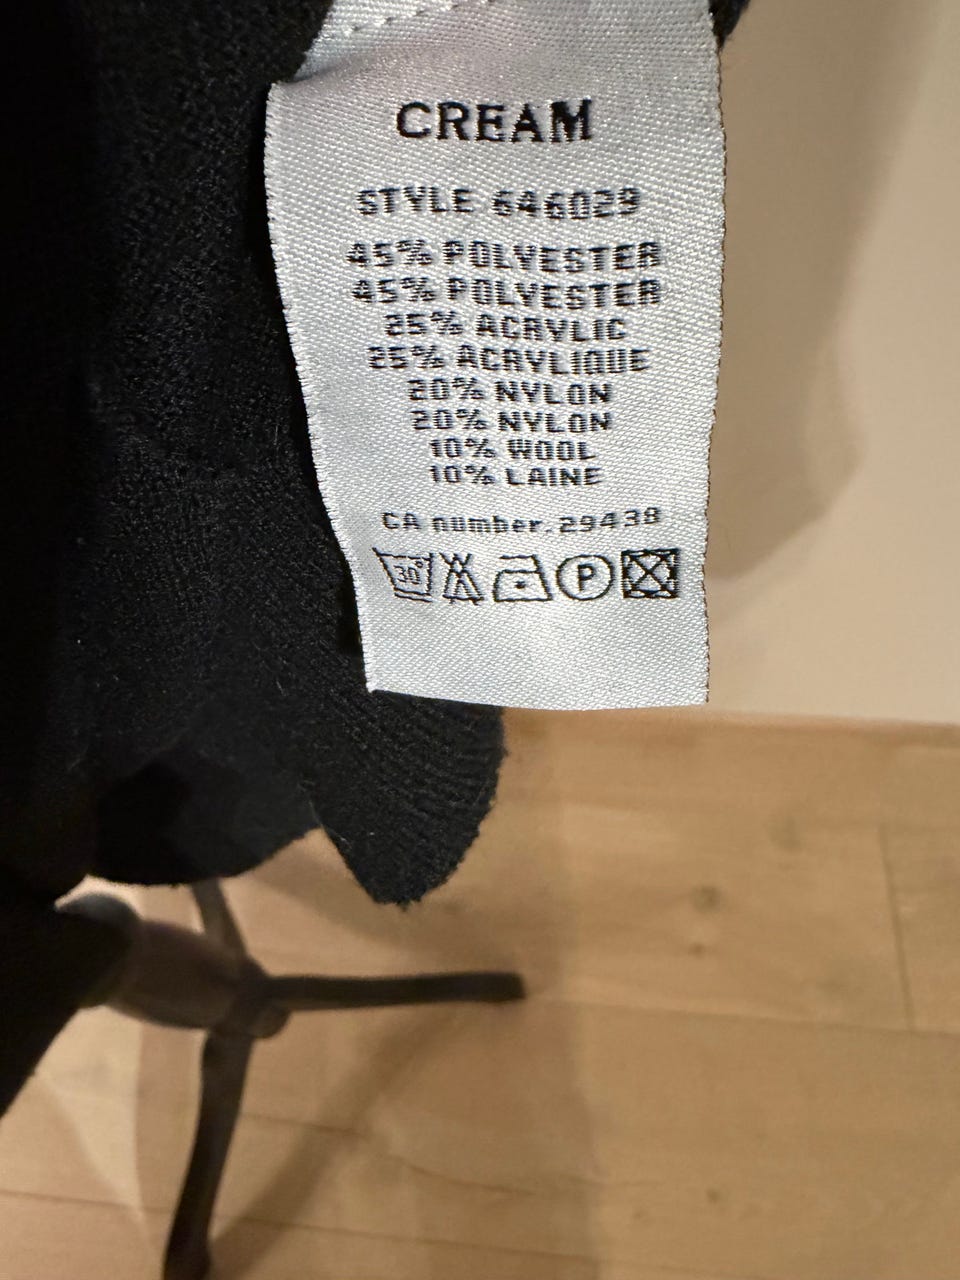 CREAM
STYLE 646029
45% POLYESTER
45% POLYESTER
25% ACRYLIC
25% ACRYLIQUE
20% NYLON
20% NYLON
10% WOOL
10% LAINE
CA number.29438
30° P